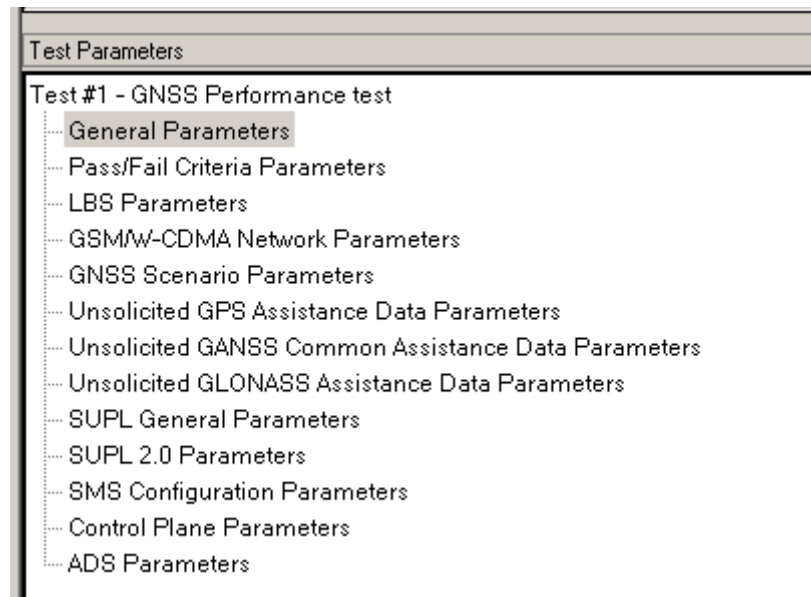 Test Parameters
Test #1 - GNSS Performance test
General Parameters
Pass/Fail Criteria Parameters
LBS Parameters
GSM/W-CDMA Network Parameters
GNSS Scenario Parameters
Unsolicited GPS Assistance Data Parameters
Unsolicited GANSS Common Assistance Data Parameters
Unsolicited GLONASS Assistance Data Parameters
SUPL General Parameters
SUPL 2.0 Parameters
SMS Configuration Parameters
Control Plane Parameters
ADS Parameters